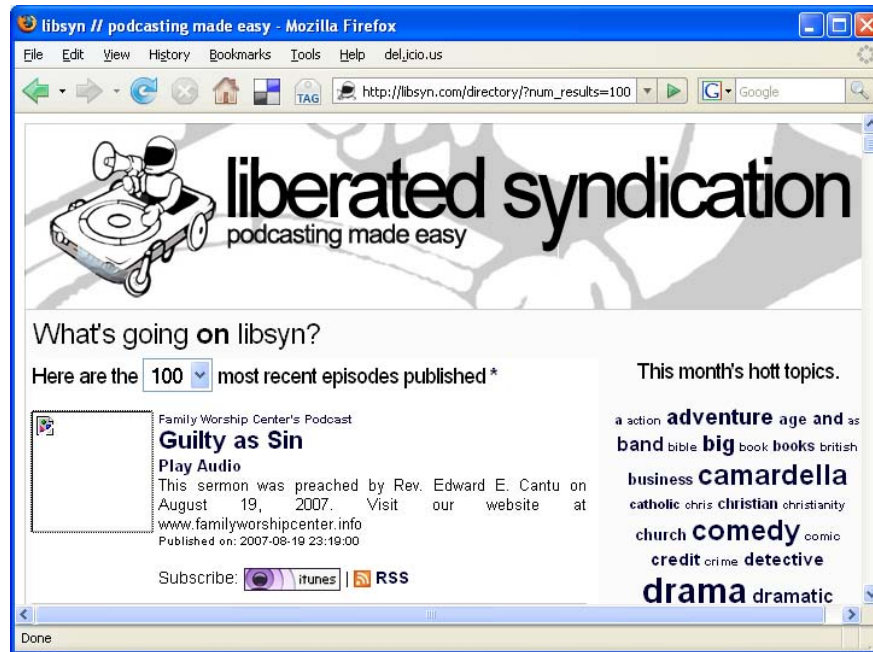 libsyn // podcasting made easy - Mozilla Firefox
File Edit View History Bookmarks Tools Help del.icio.us
TAG http://libsyn.com/directory/?num_results=100 G Google
liberated syndication
podcasting made easy
What's going on libsyn?
Here are the 100 most recent episodes published *
Family Worship Center's Podcast
Guilty as Sin
Play Audio
This sermon was preached by Rev. Edward E. Cantu on
August 19, 2007. Visit our website at
www.familyworshipcenter.info
Published on: 2007-08-19 23:19:00
Subscribe: itunes | RSS
This month's hott topics.
a action adventure age and as
band bible big book books british
business camardella
catholic chris christian christianity
church comedy comic
credit crime detective
drama dramatic
Done